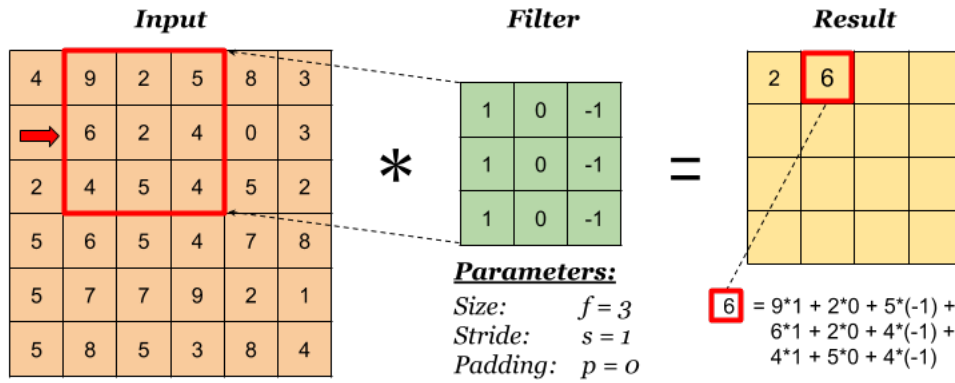 Input
Filter
Result
4 9 2 5 8 3
6 2 4 0 3
2 4 5 4 5 2
5 6 5 4 7 8
5 7 7 9 2 1
5 8 5 3 8 4
*
1 0 -1
1 0 -1
1 0 -1
=
2 6
Parameters:
Size: f = 3
Stride: s = 1
Padding: p = 0
6 = 9*1 + 2*0 + 5*(-1) +
6*1 + 2*0 + 4*(-1) +
4*1 + 5*0 + 4*(-1)